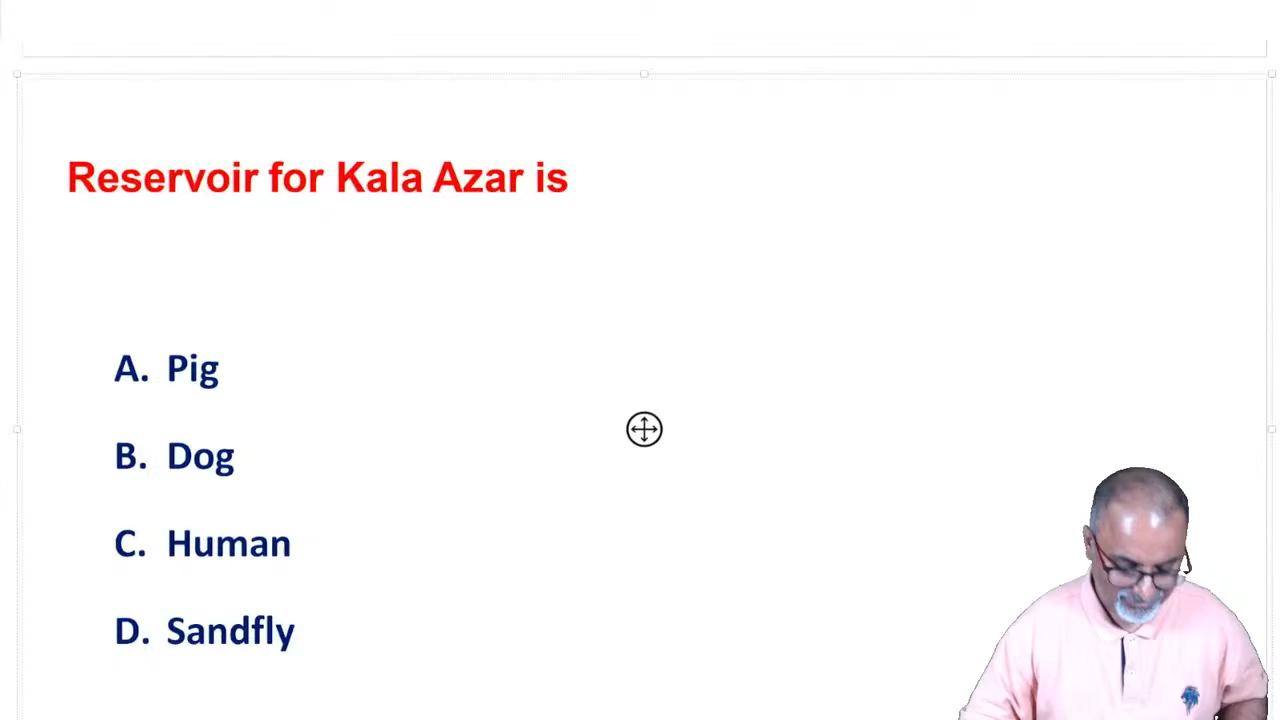 Reservoir for Kala Azar is
A. Pig
B. Dog
C. Human
D. Sandfly